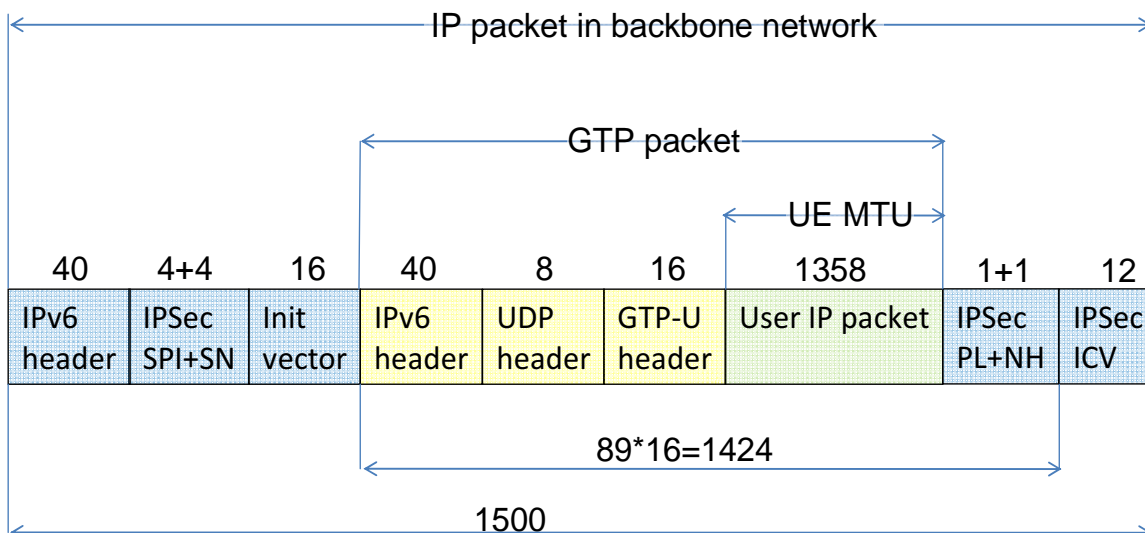 IP packet in backbone network
GTP packet
UE MTU
40 4+4 16 40 8 16 1358 1+1 12
IPv6 IPSec Init IPv6 UDP GTP-U User IP packet IPSec IPSec
header SPI+SN vector header header header PL+NH ICV
89*16=1424
1500